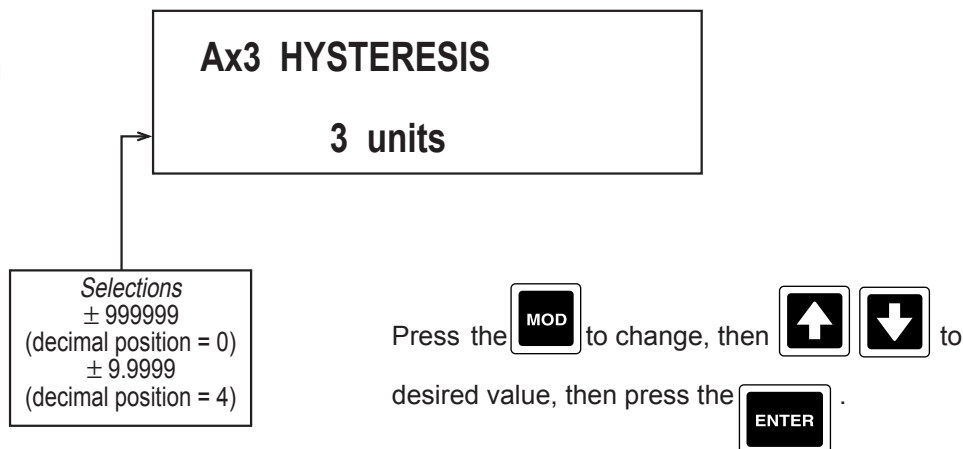 Ax3 HYSTERESIS
3 units
Selections
± 999999
(decimal position = 0)
± 9.9999
(decimal position = 4)
Press the MOD to change, then to
desired value, then press the ENTER .